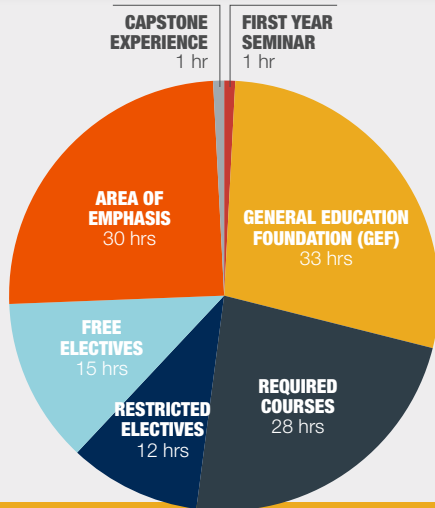 CAPSTONE
EXPERIENCE
1 hr
FIRST YEAR
SEMINAR
1 hr
AREA OF
EMPHASIS
30 hrs
GENERAL EDUCATION
FOUNDATION (GEF)
33 hrs
FREE
ELECTIVES
15 hrs
REQUIRED
COURSES
28 hrs
RESTRICTED
ELECTIVES
12 hrs